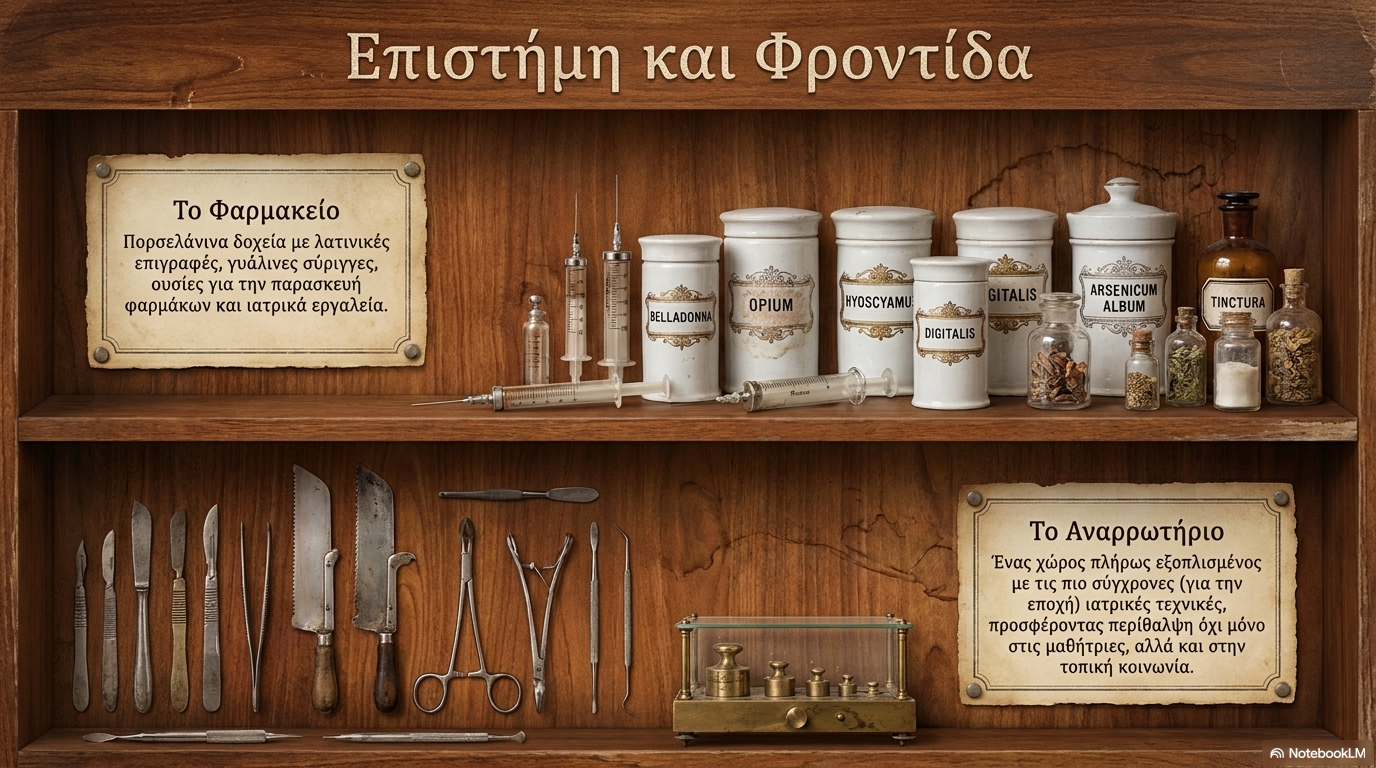 Επιστήμη και Φροντίδα
Το Φαρμακείο
Πορσελάνινα δοχεία με λατινικές
επιγραφές, γυάλινες σύριγγες,
ουσίες για την παρασκευή
φαρμάκων και ιατρικά εργαλεία.
BELLADONNA
OPIUM
HYOSCYAMU
DIGITALIS
GITALIS
ARSENICUM
ALBUM
TINCTURA
Το Αναρρωτήριο
Ένας χώρος πλήρως εξοπλισμένος
με τις πιο σύγχρονες (για την
εποχή) ιατρικές τεχνικές,
προσφέροντας περίθαλψη όχι μόνο
στις μαθήτριες, αλλά και στην
τοπική κοινωνία.
NotebookLM